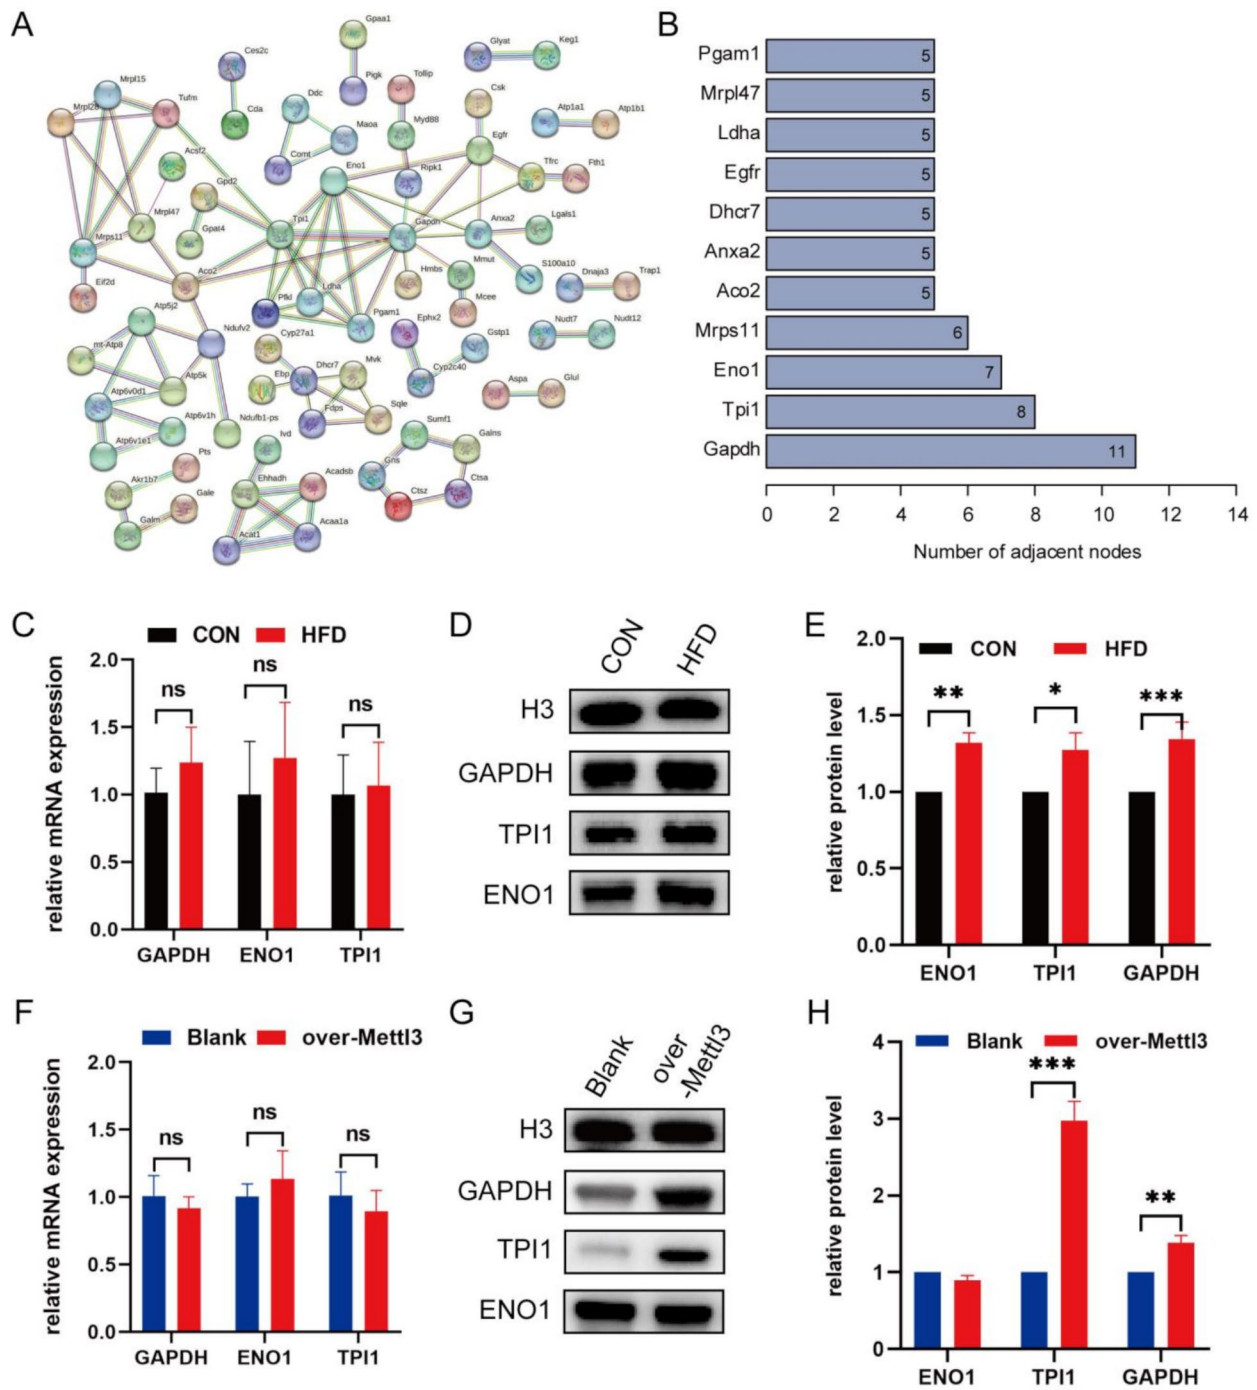 A
Gpaa1
Ces2c
Glyat
Keg1
Mrpl15
Pigk
Tollip
Tufm
Ddc
Csk
Mrpl28
Cda
Maoa
Myd88
Atp1a1
Atp1b1
Egfr
Acsf2
Comt
Eno1
Ripk1
Tfrc
Fth1
Gpd2
Mrpl47
Tpi1
Gapdh
Anxa2
Lgals1
Gpat4
Mrps11
Aco2
Hmbs
Mmut
S100a10
Dnaja3
Trap1
Eif2d
Pfkl
Ldha
Mcee
Atp5j2
Pgam1
Ephx2
Nudt7
Nudt12
Ndufv2
Cyp27a1
Gstp1
mt-Atp8
Dhcr7
Mvk
Atp5k
Ebp
Cyp2c40
Aspa
Glul
Atp6v0d1
Fdps
Sqle
Atp6v1h
Ndufb1-ps
Sumf1
Atp6v1e1
Ivd
Galns
Pts
Gns
Akr1b7
Ehhadh
Acadsb
Ctsa
Gale
Ctsz
Galm
Acat1
Acaa1a
B
Pgam1 5
Mrpl47 5
Ldha 5
Egfr 5
Dhcr7 5
Anxa2 5
Aco2 5
Mrps11 6
Eno1 7
Tpi1 8
Gapdh 11
0 2 4 6 8 10 12 14
Number of adjacent nodes
C
CON HFD
relative mRNA expression
2.0
1.5
1.0
0.5
0.0
ns ns ns
GAPDH ENO1 TPI1
D
CON HFD
H3
GAPDH
TPI1
ENO1
E
CON HFD
relative protein level
2.0
1.5
1.0
0.5
0.0
** * ***
ENO1 TPI1 GAPDH
F
Blank over-Mettl3
relative mRNA expression
2.0
1.5
1.0
0.5
0.0
ns ns ns
GAPDH ENO1 TPI1
G
Blank over
-Mettl3
H3
GAPDH
TPI1
ENO1
H
Blank over-Mettl3
relative protein level
4
3
2
1
0
*** **
ENO1 TPI1 GAPDH